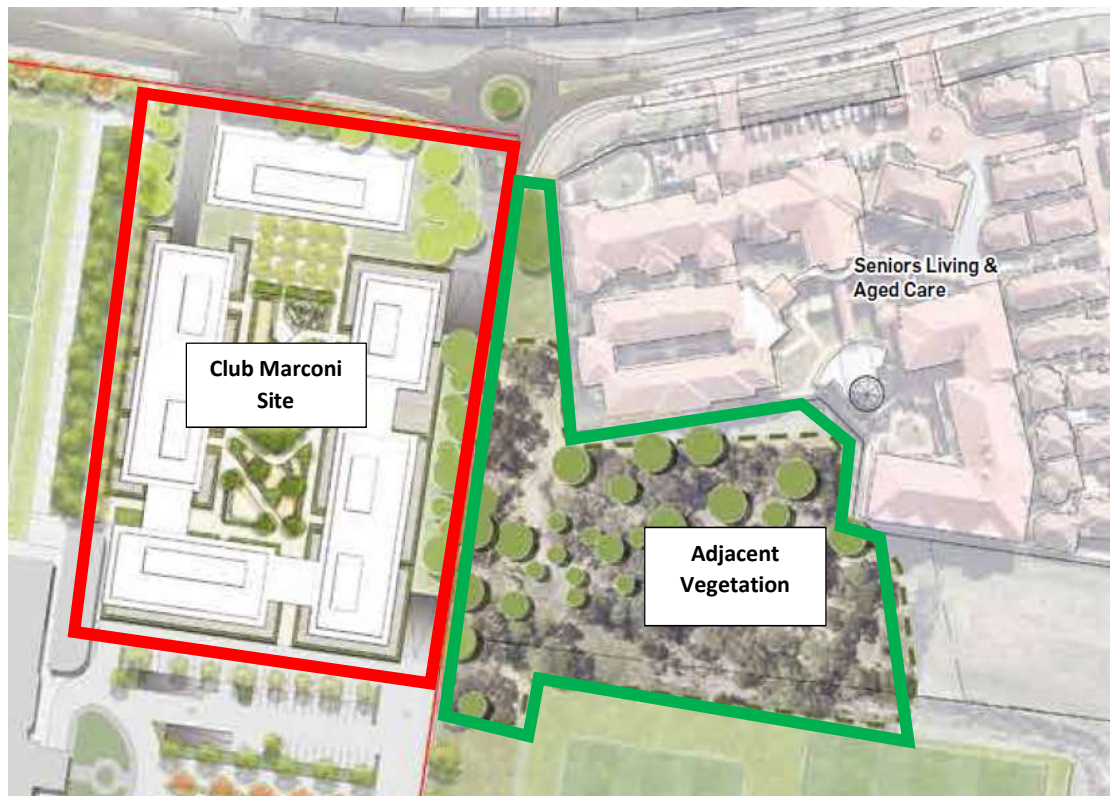 Seniors Living &
Aged Care
Club Marconi
Site
Adjacent
Vegetation